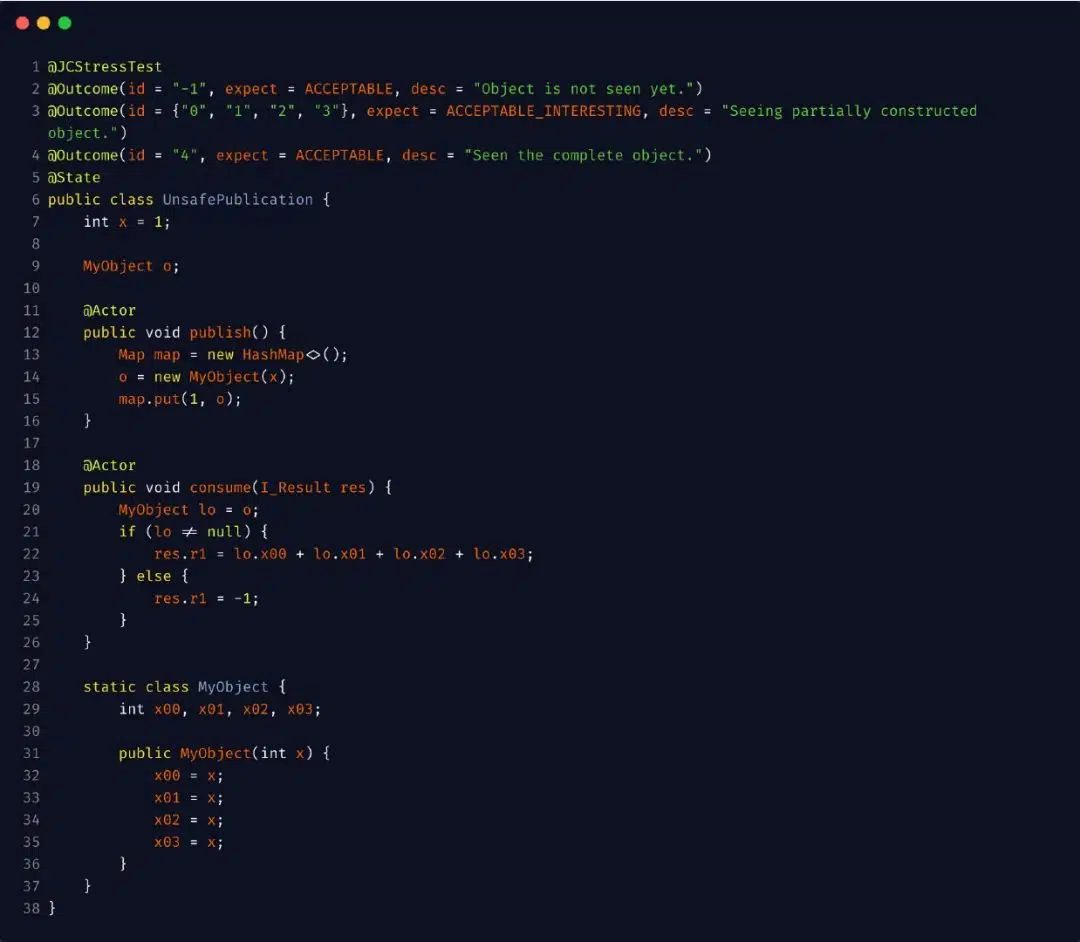 1 @JCStressTest
2 @Outcome(id = "-1", expect = ACCEPTABLE, desc = "Object is not seen yet.")
3 @Outcome(id = {"0", "1", "2", "3"}, expect = ACCEPTABLE_INTERESTING, desc = "Seeing partially constructed
object.")
4 @Outcome(id = "4", expect = ACCEPTABLE, desc = "Seen the complete object.")
5 @State
6 public class UnsafePublication {
7     int x = 1;
8
9     MyObject o;
10
11     @Actor
12     public void publish() {
13         Map map = new HashMap<>();
14         o = new MyObject(x);
15         map.put(1, o);
16     }
17
18     @Actor
19     public void consume(I_Result res) {
20         MyObject lo = o;
21         if (lo ≠ null) {
22             res.r1 = lo.x00 + lo.x01 + lo.x02 + lo.x03;
23         } else {
24             res.r1 = -1;
25         }
26     }
27
28     static class MyObject {
29         int x00, x01, x02, x03;
30
31         public MyObject(int x) {
32             x00 = x;
33             x01 = x;
34             x02 = x;
35             x03 = x;
36         }
37     }
38 }